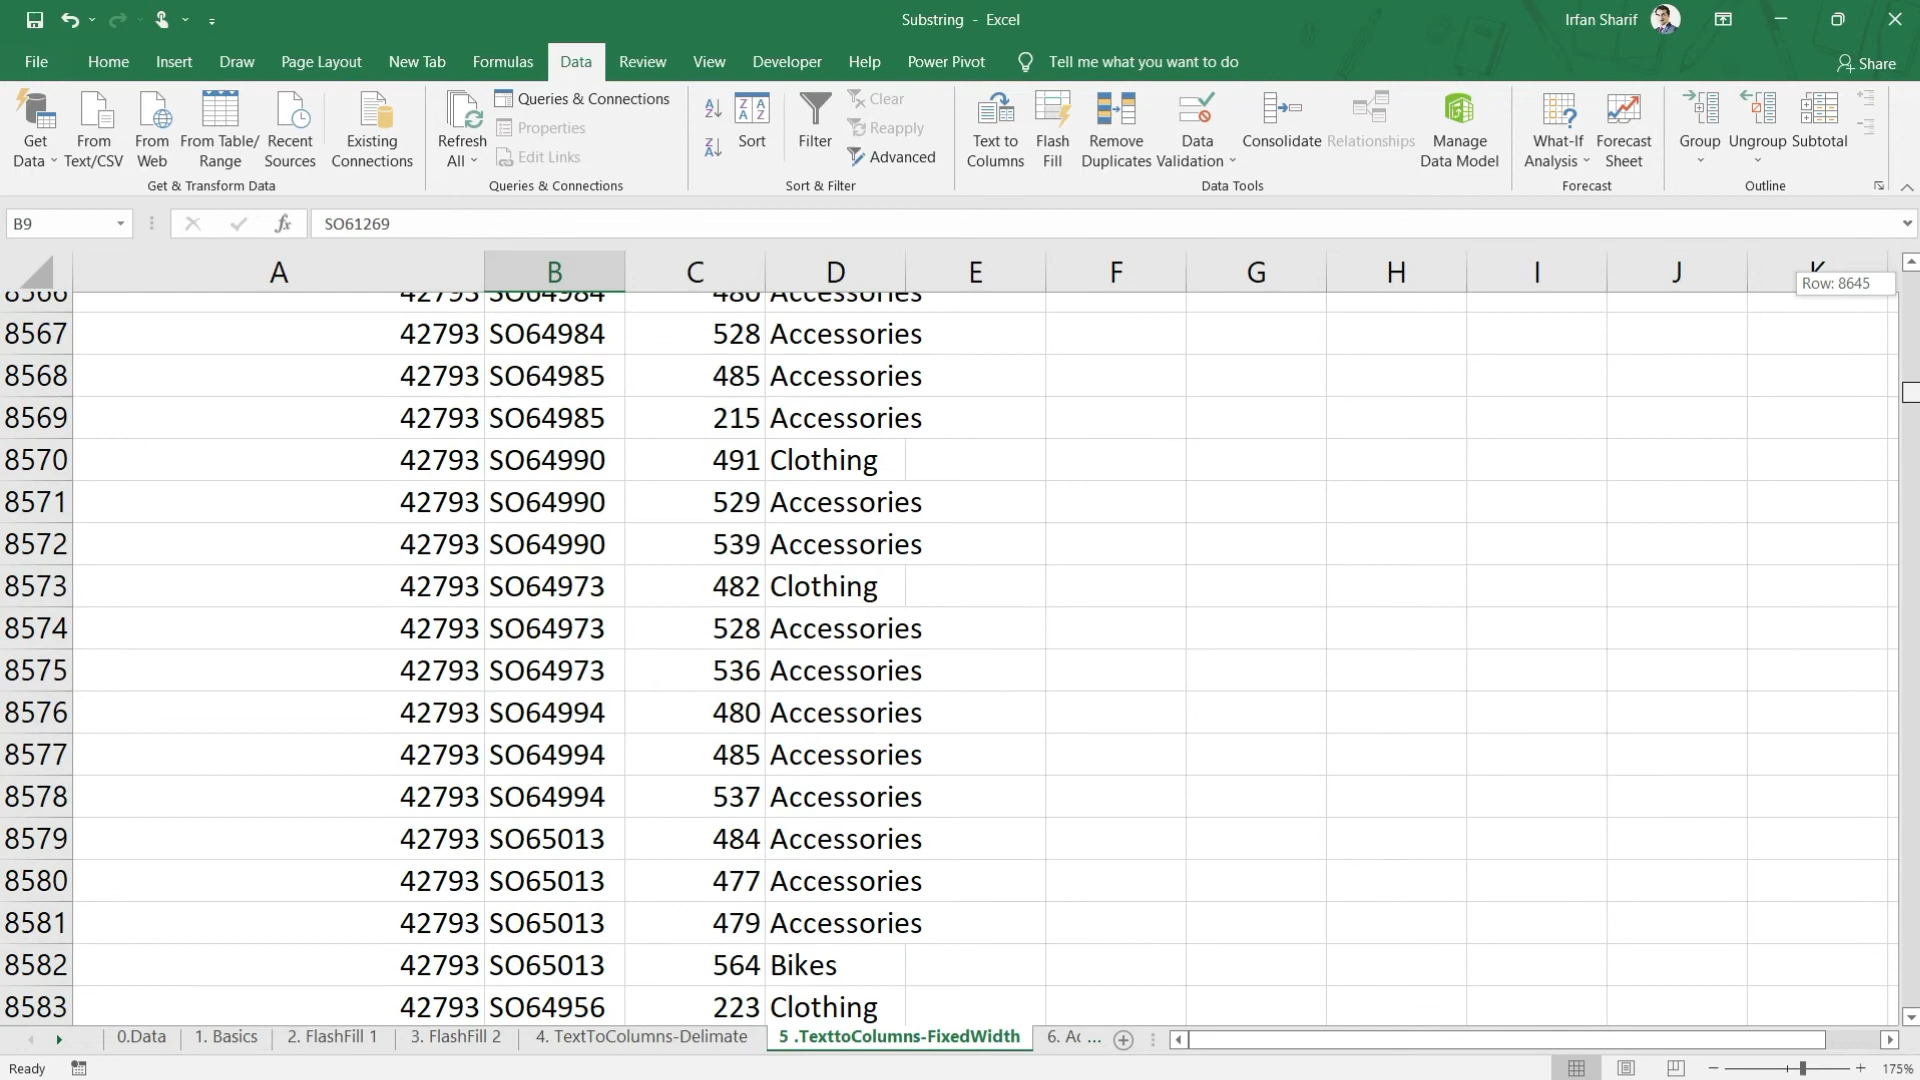 Substring - Excel
Irfan Sharif
File Home Insert Draw Page Layout New Tab Formulas Data Review View Developer Help Power Pivot Tell me what you want to do
Share
Get Data From Text/CSV From Web From Table/ Range Recent Sources Existing Connections
Get & Transform Data
Refresh All Queries & Connections
Properties
Edit Links
Queries & Connections
Sort Filter Clear
Reapply
Advanced
Sort & Filter
Text to Columns Flash Fill Remove Duplicates Data Validation Consolidate Relationships Manage Data Model
Data Tools
What-If Analysis Forecast Sheet
Forecast
Group Ungroup Subtotal
Outline
B9 fx SO61269
A B C D E F G H I J K
Row: 8645
8566 42793 SO64984 480 Accessories
8567 42793 SO64984 528 Accessories
8568 42793 SO64985 485 Accessories
8569 42793 SO64985 215 Accessories
8570 42793 SO64990 491 Clothing
8571 42793 SO64990 529 Accessories
8572 42793 SO64990 539 Accessories
8573 42793 SO64973 482 Clothing
8574 42793 SO64973 528 Accessories
8575 42793 SO64973 536 Accessories
8576 42793 SO64994 480 Accessories
8577 42793 SO64994 485 Accessories
8578 42793 SO64994 537 Accessories
8579 42793 SO65013 484 Accessories
8580 42793 SO65013 477 Accessories
8581 42793 SO65013 479 Accessories
8582 42793 SO65013 564 Bikes
8583 42793 SO64956 223 Clothing
0.Data 1. Basics 2. FlashFill 1 3. FlashFill 2 4. TextToColumns-Delimate 5 .TexttoColumns-FixedWidth 6. Ac ...
Ready
175%